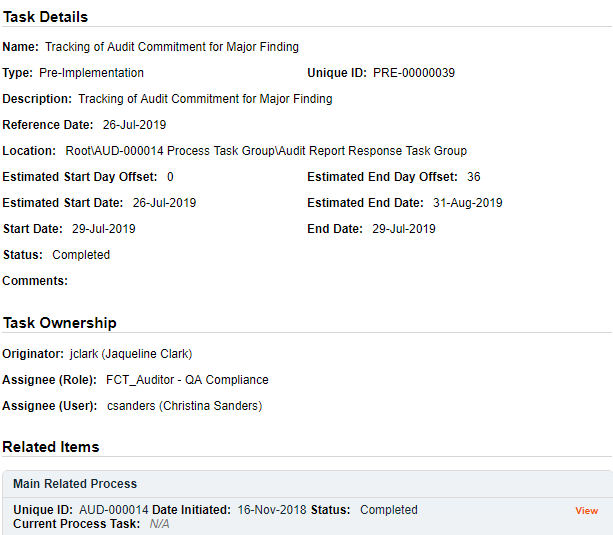 Task Details
Name: Tracking of Audit Commitment for Major Finding
Type: Pre-Implementation Unique ID: PRE-00000039
Description: Tracking of Audit Commitment for Major Finding
Reference Date: 26-Jul-2019
Location: Root\AUD-000014 Process Task Group\Audit Report Response Task Group
Estimated Start Day Offset: 0 Estimated End Day Offset: 36
Estimated Start Date: 26-Jul-2019 Estimated End Date: 31-Aug-2019
Start Date: 29-Jul-2019 End Date: 29-Jul-2019
Status: Completed
Comments:
Task Ownership
Originator: jclark (Jaqueline Clark)
Assignee (Role): FCT_Auditor - QA Compliance
Assignee (User): csanders (Christina Sanders)
Related Items
Main Related Process
Unique ID: AUD-000014 Date Initiated: 16-Nov-2018 Status: Completed View
Current Process Task: N/A